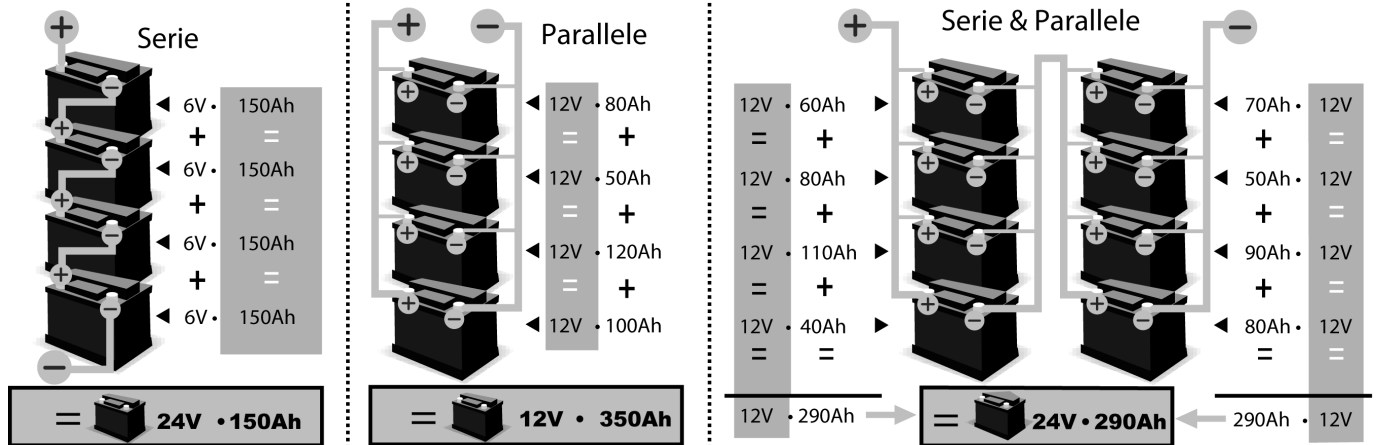 Serie
6V · 150Ah
+ =
6V · 150Ah
+ =
6V · 150Ah
+ =
6V · 150Ah
= 24V · 150Ah
Parallele
12V · 80Ah
= +
12V · 50Ah
= +
12V · 120Ah
= +
12V · 100Ah
= 12V · 350Ah
Serie & Parallele
12V · 60Ah
= +
12V · 80Ah
= +
12V · 110Ah
= +
12V · 40Ah
= =
12V · 290Ah
70Ah · 12V
+ =
50Ah · 12V
+ =
90Ah · 12V
+ =
80Ah · 12V
= =
290Ah · 12V
= 24V · 290Ah